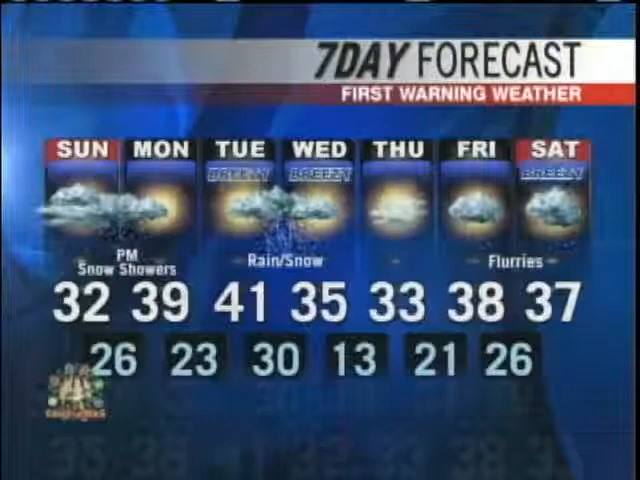 7DAY FORECAST
FIRST WARNING WEATHER
SUN MON TUE WED THU FRI SAT
BREEZY BREEZY BREEZY
PM
Snow Showers Rain/Snow Flurries
32 39 41 35 33 38 37
26 23 30 13 21 26